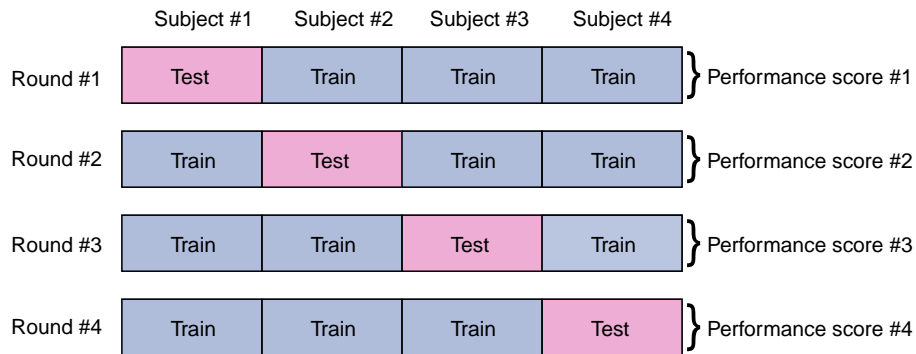 Subject #1 Subject #2 Subject #3 Subject #4
Round #1 Test Train Train Train Performance score #1
Round #2 Train Test Train Train Performance score #2
Round #3 Train Train Test Train Performance score #3
Round #4 Train Train Train Test Performance score #4